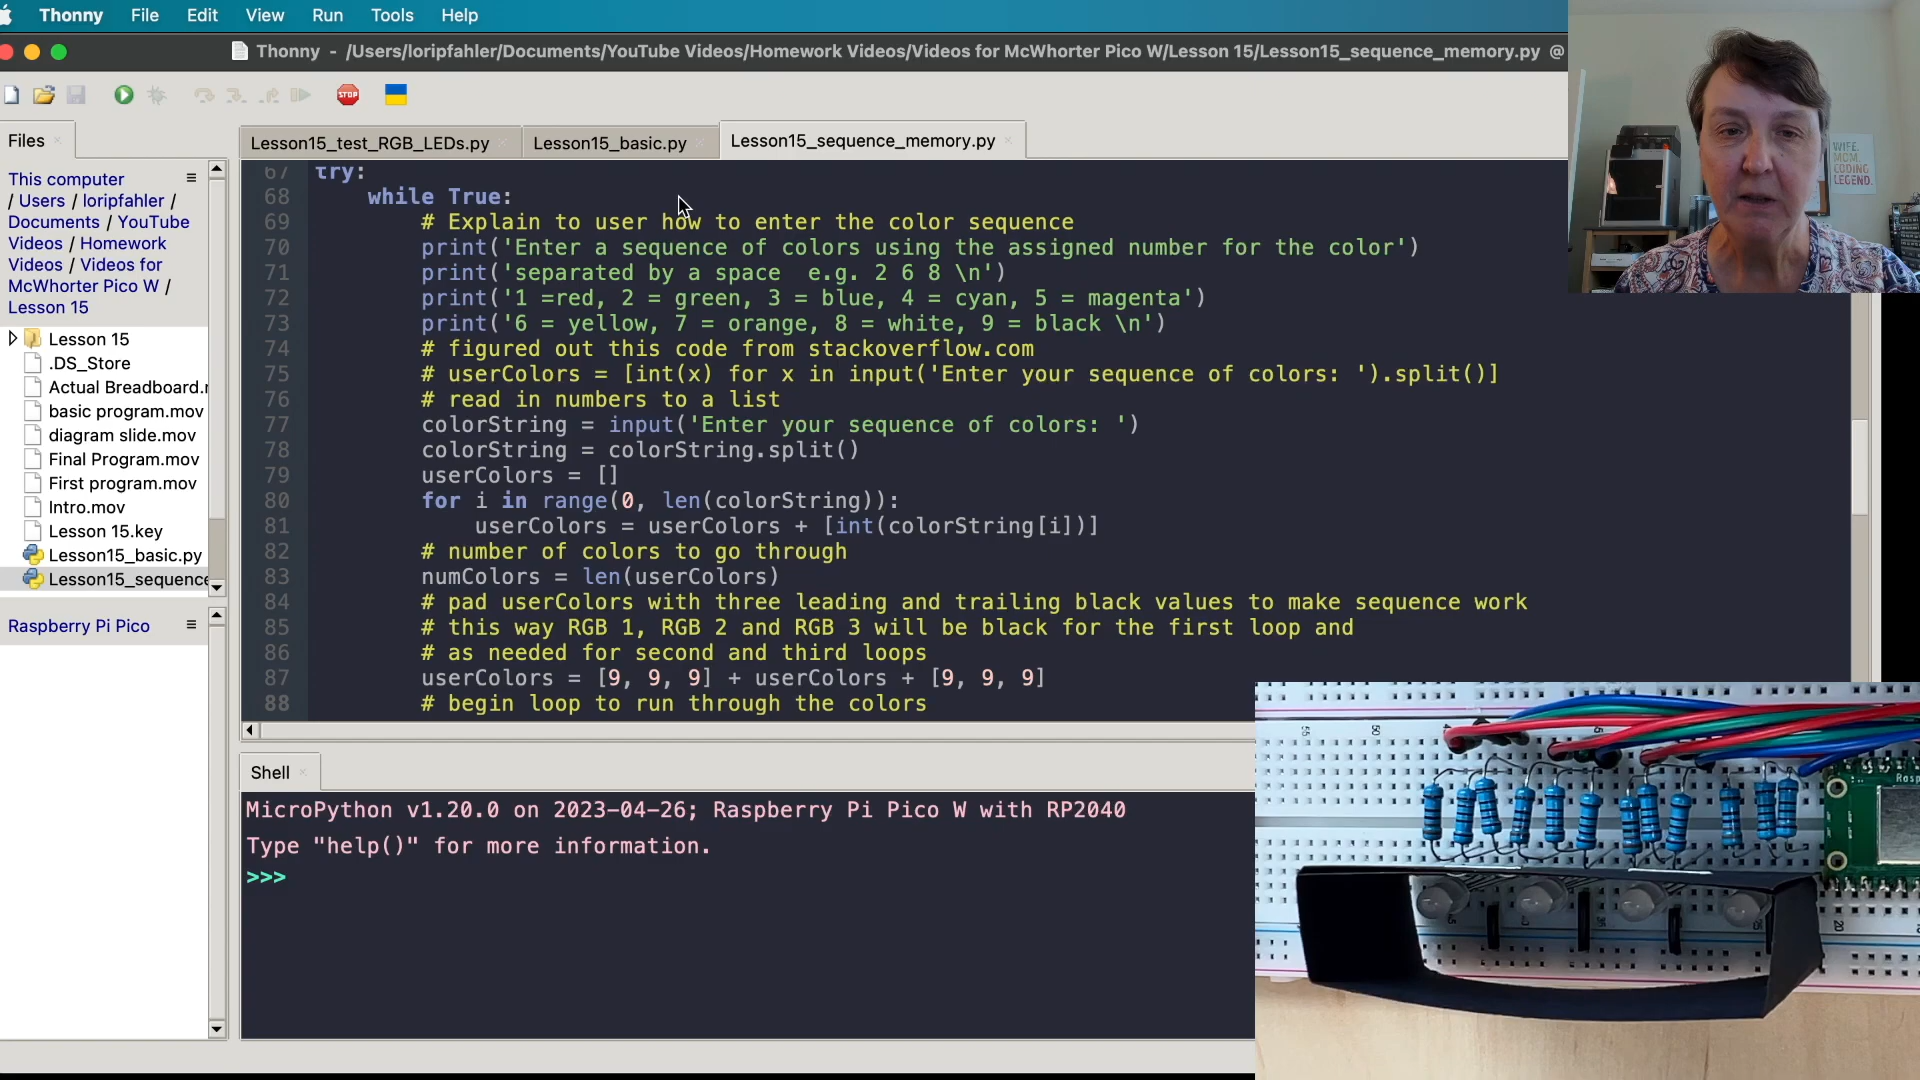 Thonny File Edit View Run Tools Help
Thonny - /Users/loripfahler/Documents/YouTube Videos/Homework Videos/Videos for McWhorter Pico W/Lesson 15/Lesson15_sequence_memory.py @
STOP
Files
Lesson15_test_RGB_LEDs.py
Lesson15_basic.py
Lesson15_sequence_memory.py
This computer
/ Users / loripfahler /
Documents / YouTube
Videos / Homework
Videos / Videos for
McWhorter Pico W /
Lesson 15
Lesson 15
.DS_Store
Actual Breadboard.
basic program.mov
diagram slide.mov
Final Program.mov
First program.mov
Intro.mov
Lesson 15.key
Lesson15_basic.py
Lesson15_sequence
Raspberry Pi Pico
67 try:
68 while True:
69 # Explain to user how to enter the color sequence
70 print('Enter a sequence of colors using the assigned number for the color')
71 print('separated by a space  e.g. 2 6 8 \n')
72 print('1 =red, 2 = green, 3 = blue, 4 = cyan, 5 = magenta')
73 print('6 = yellow, 7 = orange, 8 = white, 9 = black \n')
74 # figured out this code from stackoverflow.com
75 # userColors = [int(x) for x in input('Enter your sequence of colors: ').split()]
76 # read in numbers to a list
77 colorString = input('Enter your sequence of colors: ')
78 colorString = colorString.split()
79 userColors = []
80 for i in range(0, len(colorString)):
81 userColors = userColors + [int(colorString[i])]
82 # number of colors to go through
83 numColors = len(userColors)
84 # pad userColors with three leading and trailing black values to make sequence work
85 # this way RGB 1, RGB 2 and RGB 3 will be black for the first loop and
86 # as needed for second and third loops
87 userColors = [9, 9, 9] + userColors + [9, 9, 9]
88 # begin loop to run through the colors
Shell
MicroPython v1.20.0 on 2023-04-26; Raspberry Pi Pico W with RP2040
Type "help()" for more information.
>>>
WIFE.
MOM.
CODING
LEGEND.